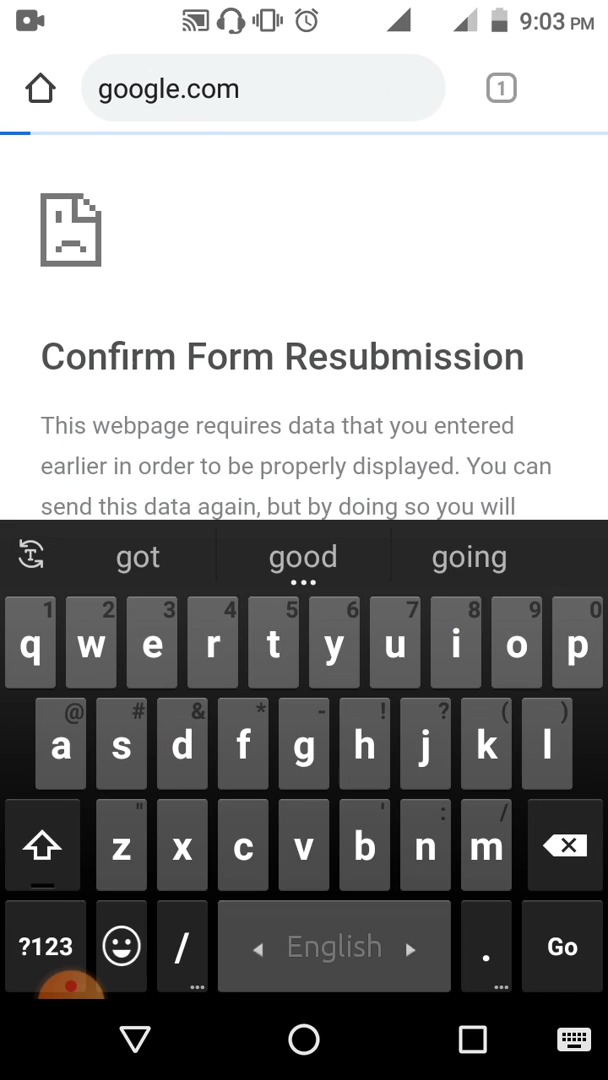 9:03 PM
google.com
1
Confirm Form Resubmission
This webpage requires data that you entered
earlier in order to be properly displayed. You can
send this data again, but by doing so you will
got good going
1 2 3 4 5 6 7 8 9 0
q w e r t y u i o p
@ # & * - ! ? ( )
a s d f g h j k l
" ' : /
z x c v b n m
?123 / English . Go